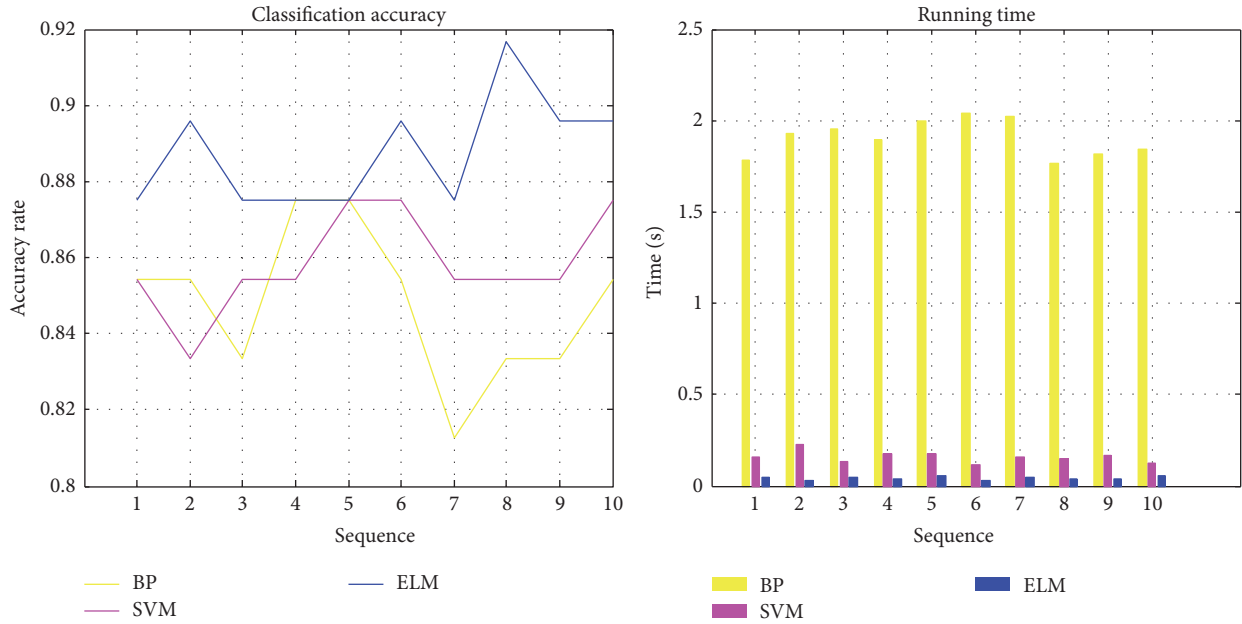 Classification accuracy
0.92
0.9
0.88
0.86
0.84
0.82
0.8
Accuracy rate
1 2 3 4 5 6 7 8 9 10
Sequence
BP
SVM
ELM
Running time
2.5
2
1.5
1
0.5
0
Time (s)
1 2 3 4 5 6 7 8 9 10
Sequence
BP
SVM
ELM